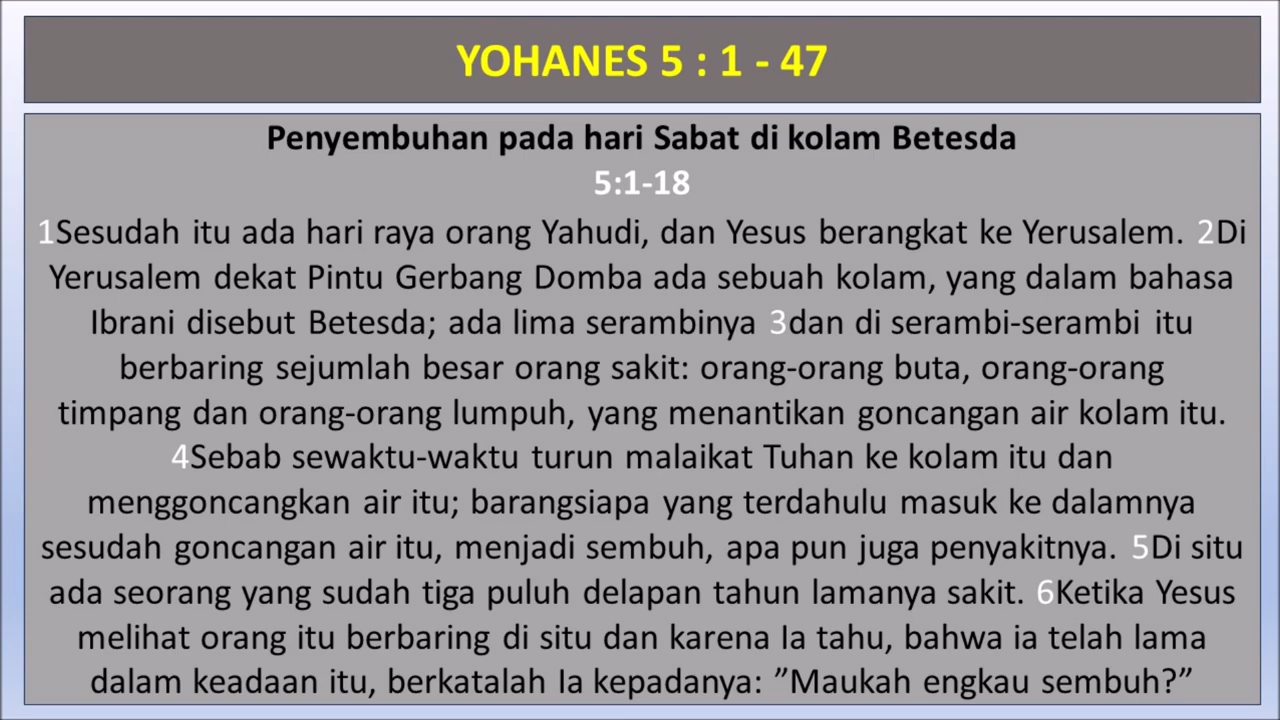 YOHANES 5 : 1 - 47
Penyembuhan pada hari Sabat di kolam Betesda
5:1-18
1Sesudah itu ada hari raya orang Yahudi, dan Yesus berangkat ke Yerusalem. 2Di
Yerusalem dekat Pintu Gerbang Domba ada sebuah kolam, yang dalam bahasa
Ibrani disebut Betesda; ada lima serambinya 3dan di serambi-serambi itu
berbaring sejumlah besar orang sakit: orang-orang buta, orang-orang
timpang dan orang-orang lumpuh, yang menantikan goncangan air kolam itu.
4Sebab sewaktu-waktu turun malaikat Tuhan ke kolam itu dan
menggoncangkan air itu; barangsiapa yang terdahulu masuk ke dalamnya
sesudah goncangan air itu, menjadi sembuh, apa pun juga penyakitnya. 5Di situ
ada seorang yang sudah tiga puluh delapan tahun lamanya sakit. 6Ketika Yesus
melihat orang itu berbaring di situ dan karena Ia tahu, bahwa ia telah lama
dalam keadaan itu, berkatalah Ia kepadanya: ”Maukah engkau sembuh?”